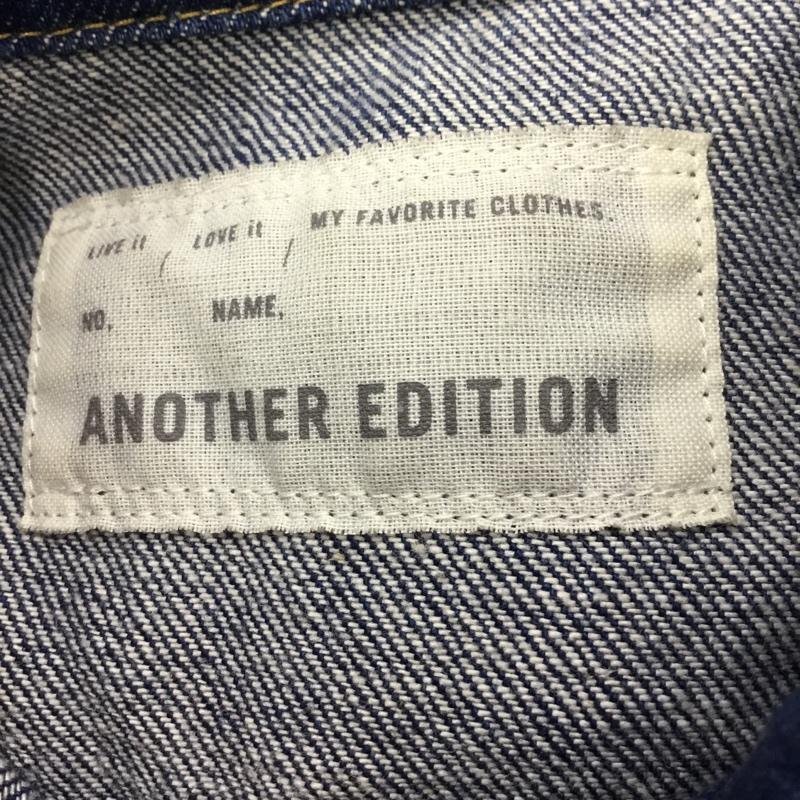 LIVE it / LOVE it / MY FAVORITE CLOTHES.
NO. NAME.
ANOTHER EDITION